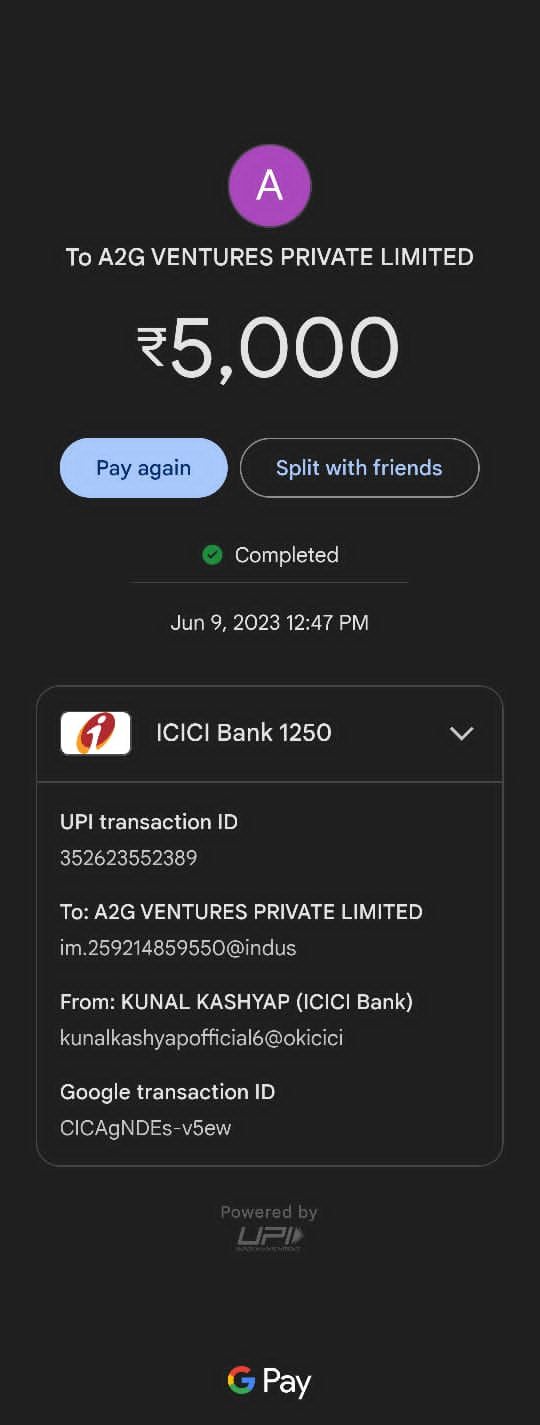 A
To A2G VENTURES PRIVATE LIMITED
₹5,000
Pay again
Split with friends
Completed
Jun 9, 2023 12:47 PM
ICICI Bank 1250
UPI transaction ID
352623552389
To: A2G VENTURES PRIVATE LIMITED
im.259214859550@indus
From: KUNAL KASHYAP (ICICI Bank)
kunalkashyapofficial6@okicici
Google transaction ID
CICAgNDEs-v5ew
Powered by
UPI
G Pay